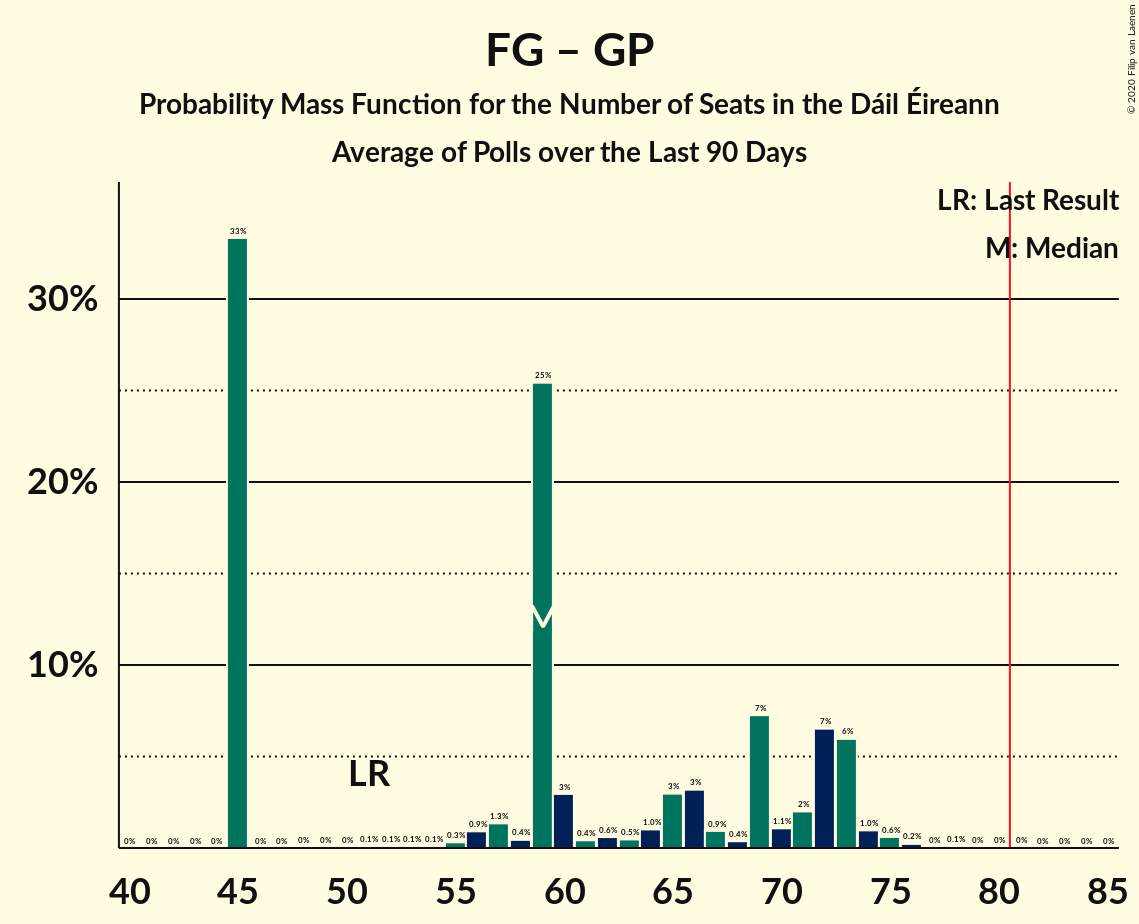 FG – GP
Probability Mass Function for the Number of Seats in the Dáil Éireann
Average of Polls over the Last 90 Days
© 2020 Filip van Laenen
LR: Last Result
M: Median
30%
20%
10%
0% 0% 0% 0% 0% 33% 0% 0% 0% 0% 0% 0.1% 0.1% 0.1% 0.1% 0.3% 0.9% 1.3% 0.4% 25% 3% 0.4% 0.6% 0.5% 1.0% 3% 3% 0.9% 0.4% 7% 1.1% 2% 7% 6% 1.0% 0.6% 0.2% 0% 0.1% 0% 0% 0% 0% 0% 0% 0%
LR
40 45 50 55 60 65 70 75 80 85